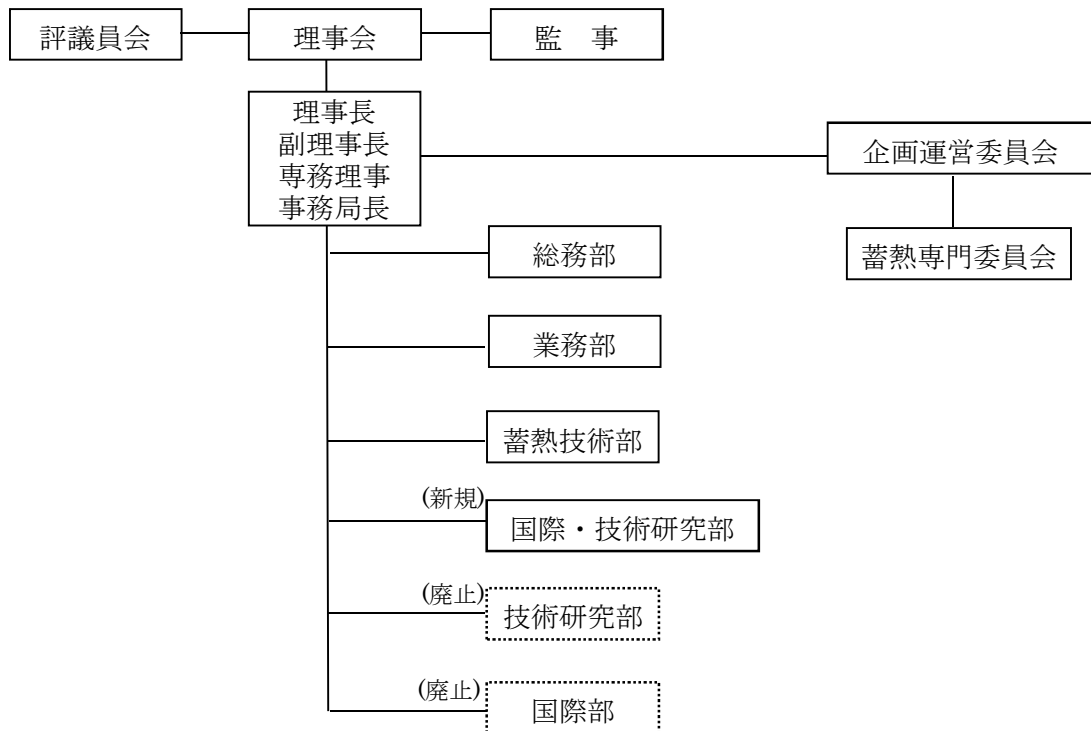 評議員会
理事会
監　事
理事長
副理事長
専務理事
事務局長
企画運営委員会
蓄熱専門委員会
総務部
業務部
蓄熱技術部
(新規)
国際・技術研究部
(廃止)
技術研究部
(廃止)
国際部